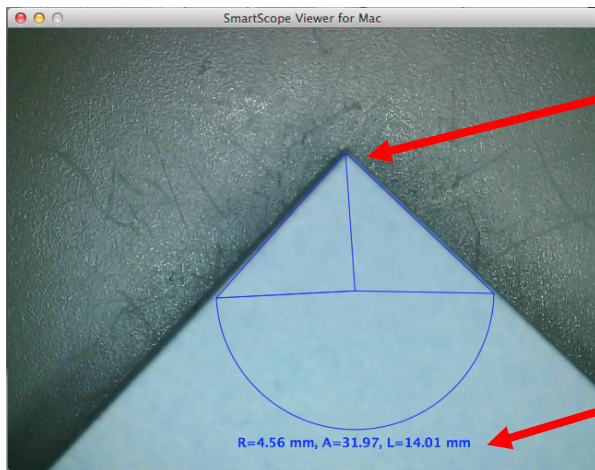 SmartScope Viewer for Mac
R=4.56 mm, A=31.97, L=14.01 mm